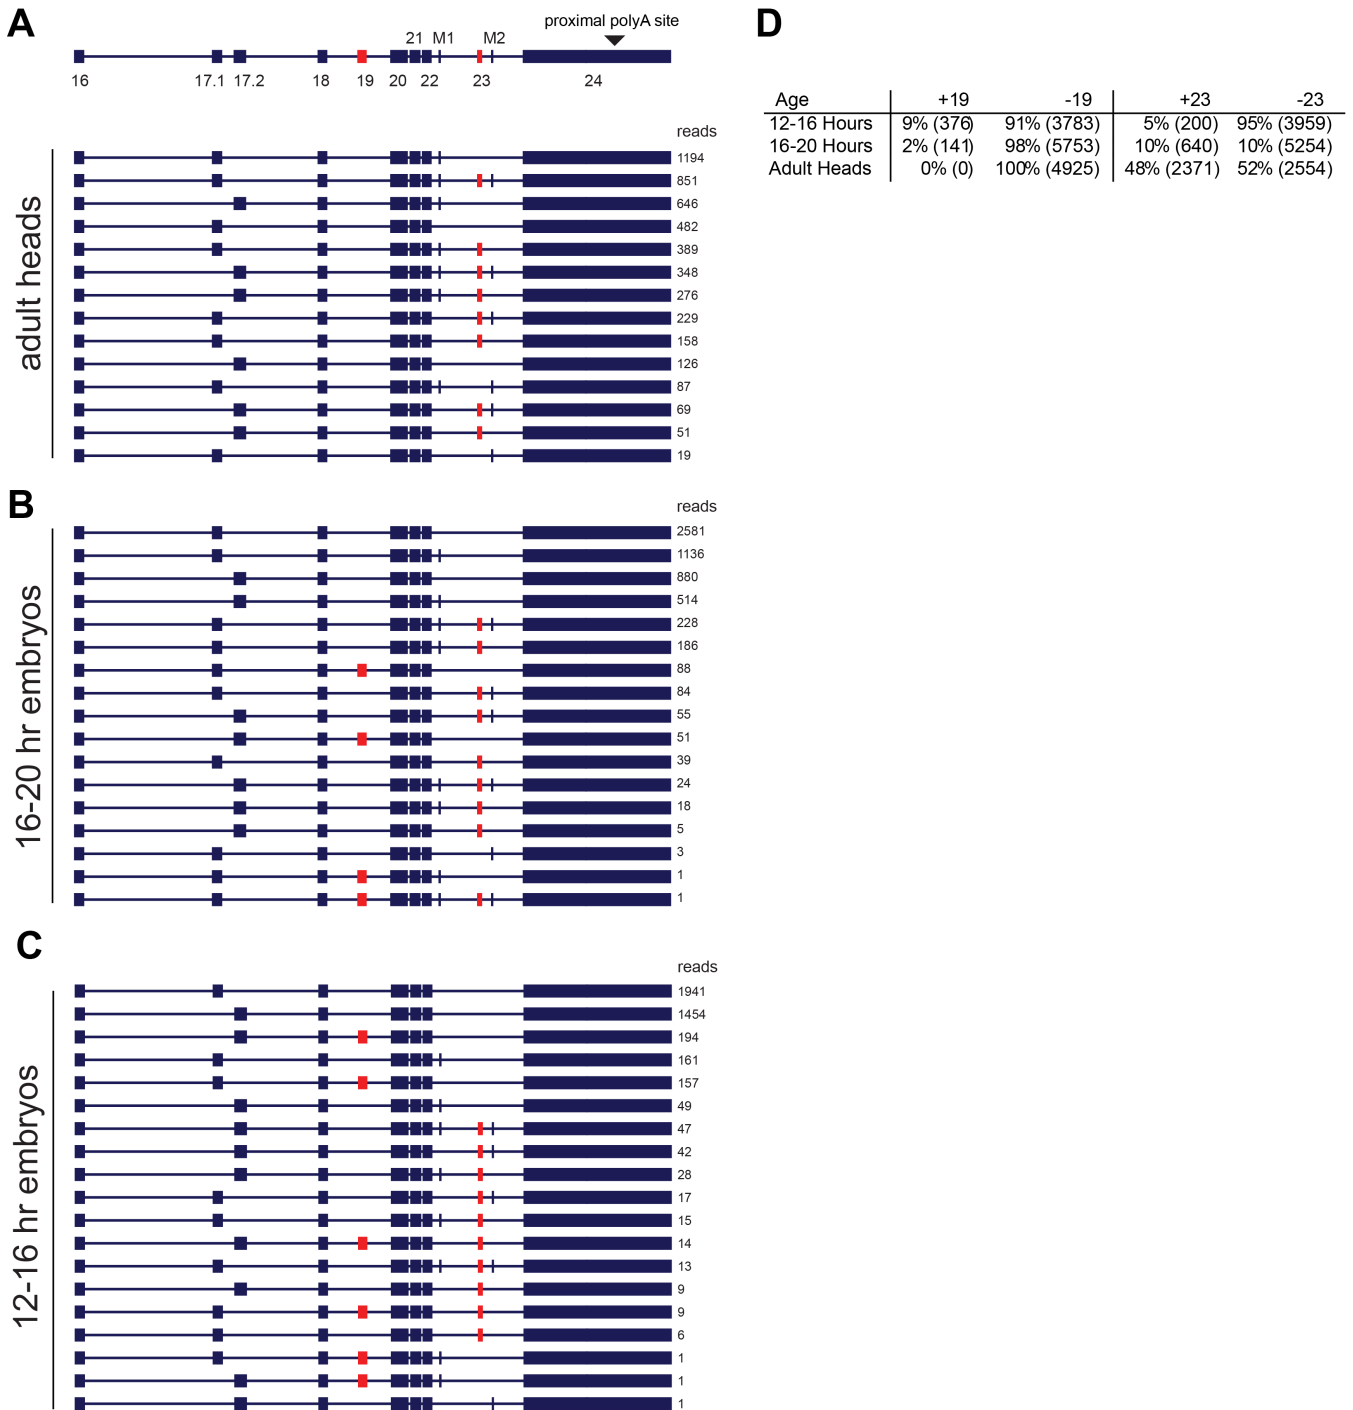 A
proximal polyA site
21 M1 M2
16 17.1 17.2 18 19 20 22 23 24
reads
adult heads
1194
851
646
482
389
348
276
229
158
126
87
69
51
19
B
reads
16-20 hr embryos
2581
1136
880
514
228
186
88
84
55
51
39
24
18
5
3
1
1
C
reads
12-16 hr embryos
1941
1454
194
161
157
49
47
42
28
17
15
14
13
9
9
6
1
1
1
D
Age +19 -19 +23 -23
12-16 Hours 9% (376) 91% (3783) 5% (200) 95% (3959)
16-20 Hours 2% (141) 98% (5753) 10% (640) 10% (5254)
Adult Heads 0% (0) 100% (4925) 48% (2371) 52% (2554)